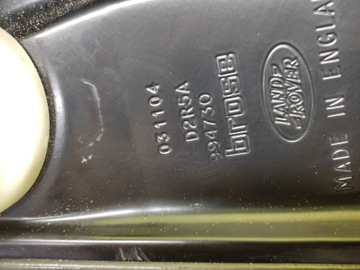 031104
D2R5A
994730
brose
LAND-
ROVER
MADE IN ENGLA